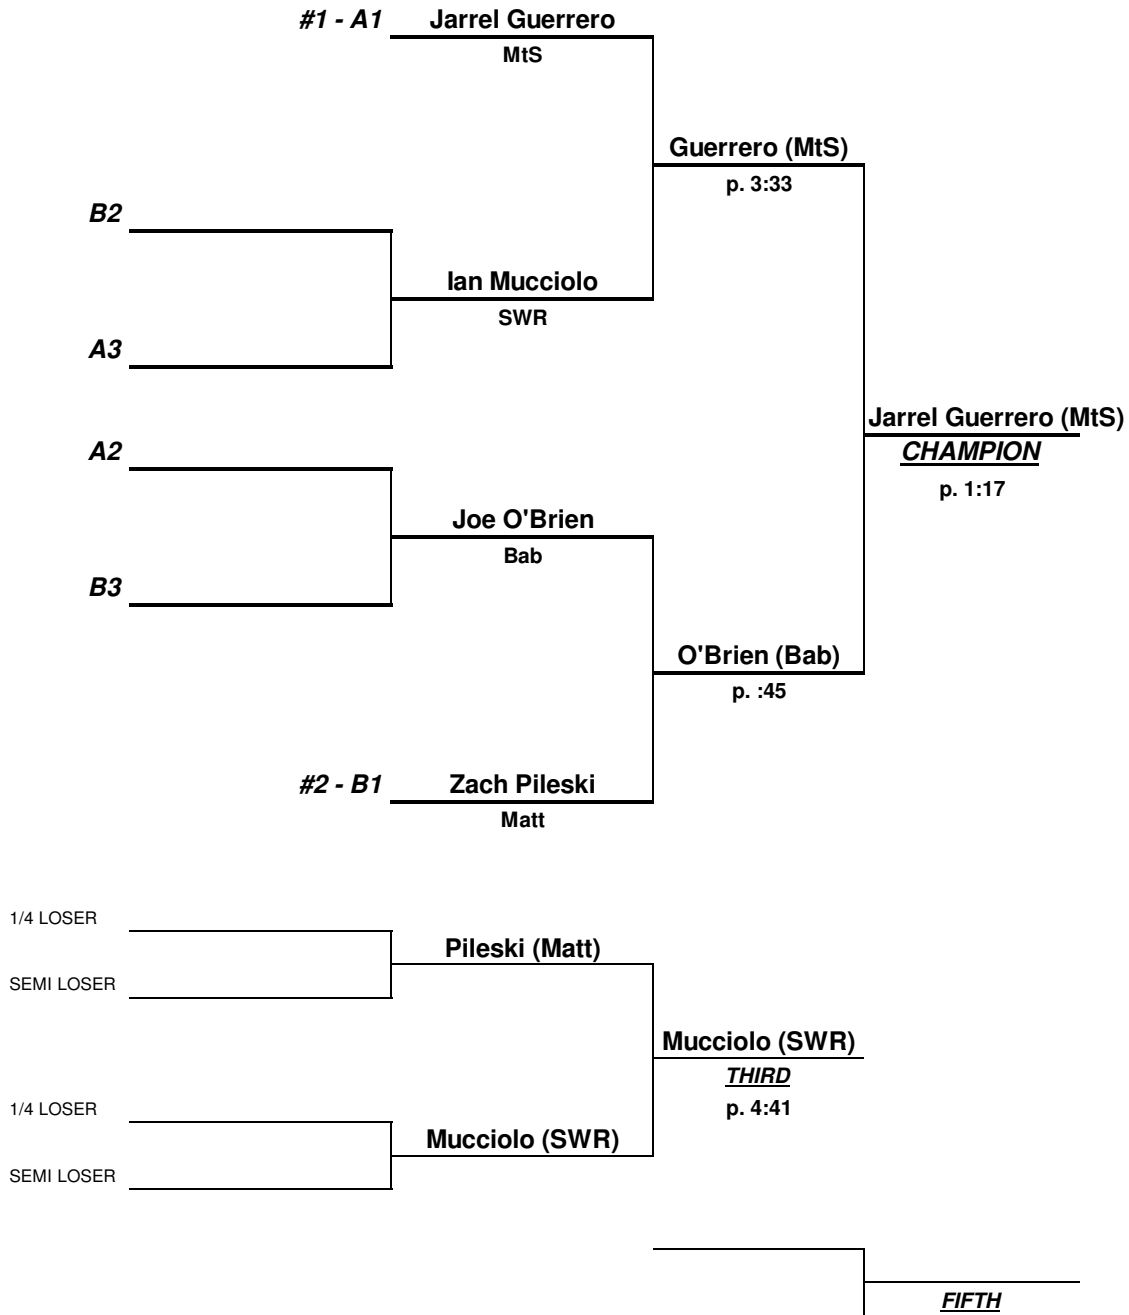 #1 - A1 Jarrel Guerrero
MtS
Guerrero (MtS)
p. 3:33
B2
Ian Mucciolo
SWR
A3
Jarrel Guerrero (MtS)
CHAMPION
p. 1:17
A2
Joe O'Brien
Bab
B3
O'Brien (Bab)
p. :45
#2 - B1 Zach Pileski
Matt
1/4 LOSER
Pileski (Matt)
SEMI LOSER
Mucciolo (SWR)
THIRD
p. 4:41
1/4 LOSER
Mucciolo (SWR)
SEMI LOSER
FIFTH